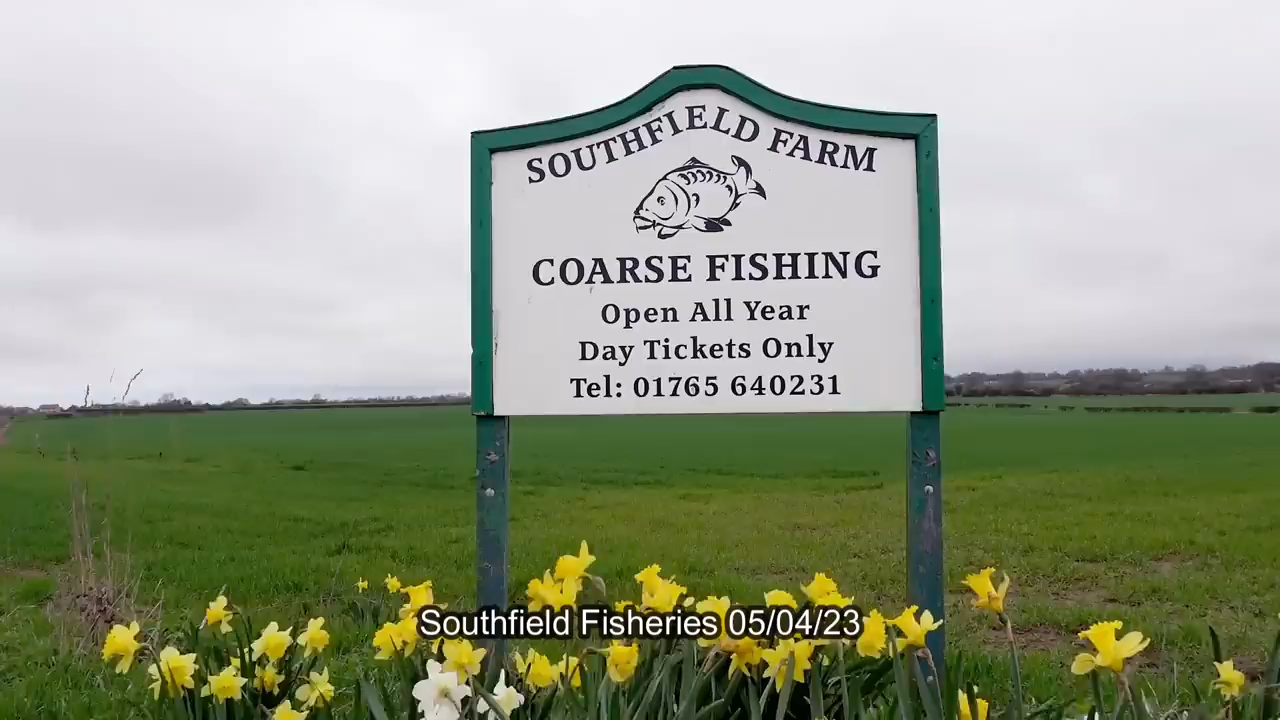 SOUTHFIELD FARM
COARSE FISHING
Open All Year
Day Tickets Only
Tel: 01765 640231
Southfield Fisheries 05/04/23